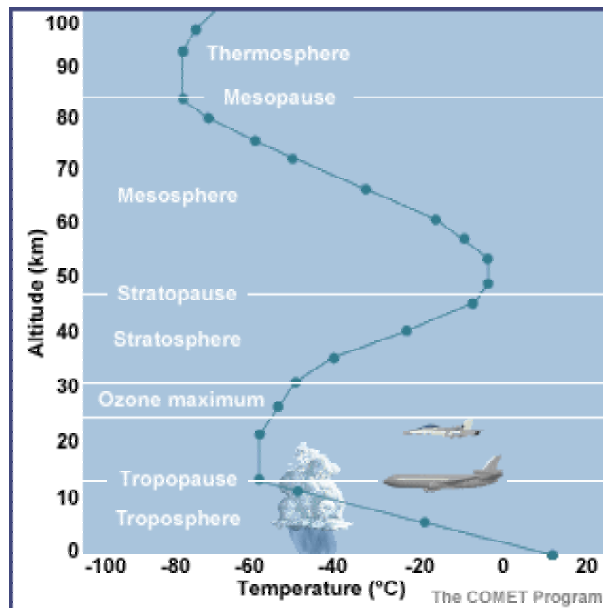 100
Thermosphere
90
Mesopause
80
70
Mesosphere
60
50
Stratopause
40
Stratosphere
30
Ozone maximum
20
Tropopause
10
Troposphere
0
Altitude (km)
-100 -80 -60 -40 -20 0 20
Temperature (°C)
The COMET Program